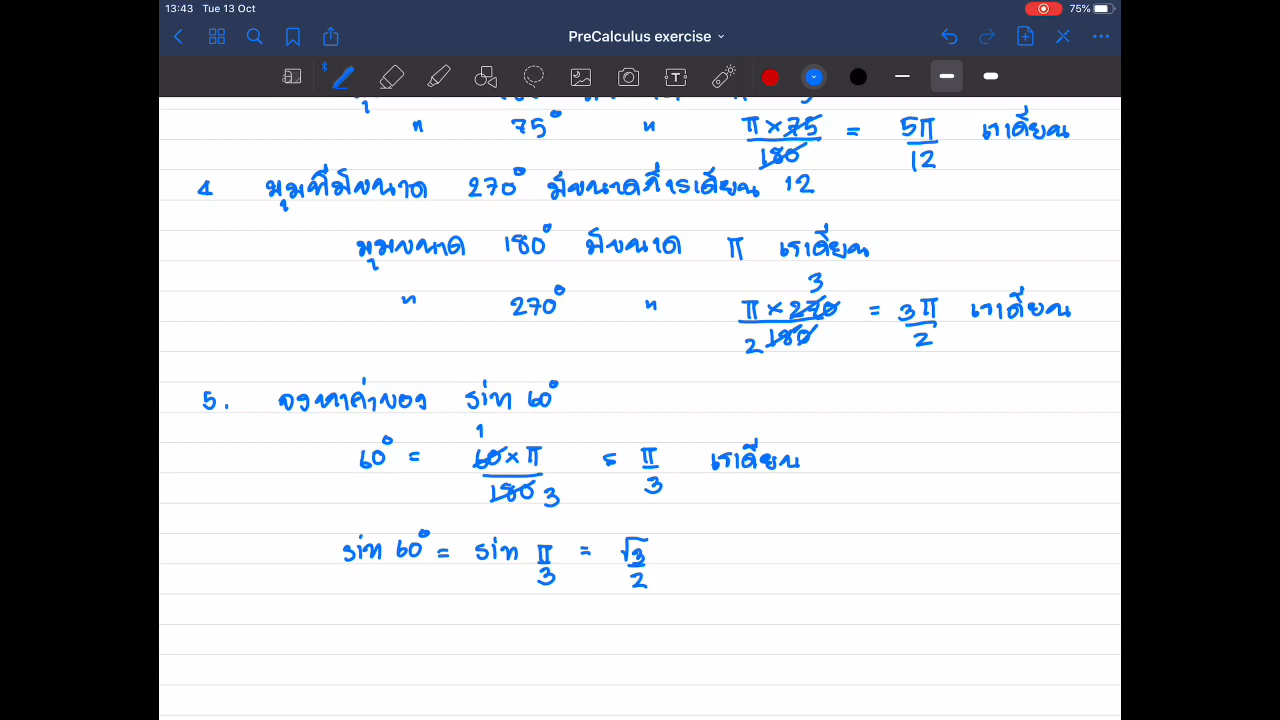 13:43 Tue 13 Oct 75%
PreCalculus exercise
T
180
" 75° " π × 75 / 180 = 5π / 12 เรเดียน
12
4 มุมที่มีขนาด 270° มีขนาดกี่เรเดียน
มุมขนาด 180° มีขนาด π เรเดียน
3
" 270° " π × 270 / 180 = 3π / 2 เรเดียน
2
5. จงหาค่าของ sin 60°
1
60° = 60 × π / 180 = π / 3 เรเดียน
3
sin 60° = sin π / 3 = √3 / 2